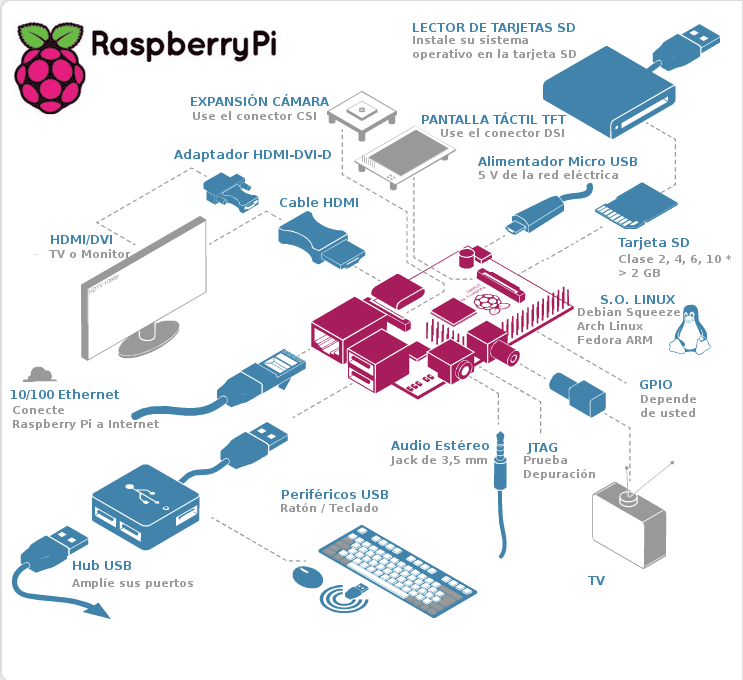 RaspberryPi
LECTOR DE TARJETAS SD
Instale su sistema
operativo en la tarjeta SD
EXPANSIÓN CÁMARA
Use el conector CSI
PANTALLA TÁCTIL TFT
Use el conector DSI
Adaptador HDMI-DVI-D
Alimentador Micro USB
5 V de la red eléctrica
Cable HDMI
HDMI/DVI
TV o Monitor
HDTV 1080p
Tarjeta SD
Clase 2, 4, 6, 10 *
> 2 GB
S.O. LINUX
Debian Squeeze
Arch Linux
Fedora ARM
10/100 Ethernet
Conecte
Raspberry Pi a Internet
GPIO
Depende
de usted
Audio Estéreo
Jack de 3,5 mm
JTAG
Prueba
Depuración
Periféricos USB
Ratón / Teclado
Hub USB
Amplíe sus puertos
TV